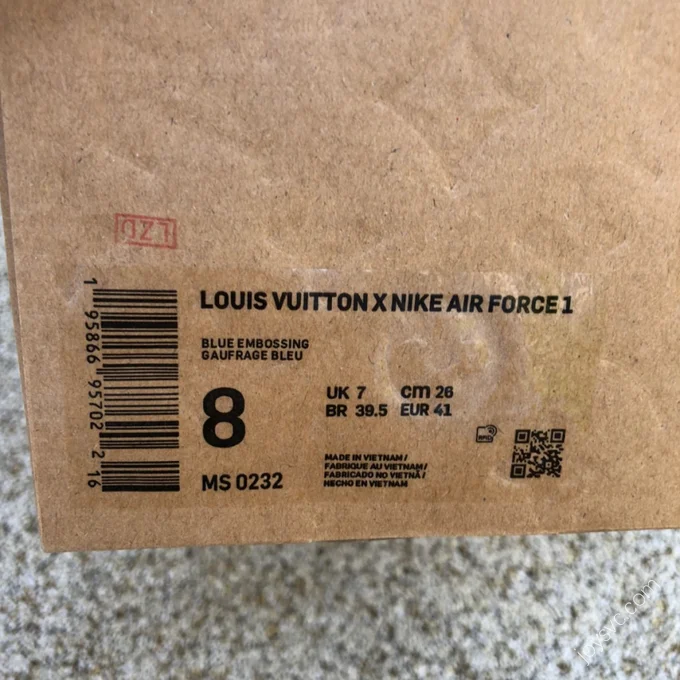 LZD
LOUIS VUITTON X NIKE AIR FORCE 1
BLUE EMBOSSING
GAUFRAGE BLEU
8
UK 7 cm 26
BR 39.5 EUR 41
MS 0232
MADE IN VIETNAM /
FABRIQUE AU VIETNAM/
FABRICADO NO VIETNÃ /
HECHO EN VIETNAM
RFID
1 95866 95702 2 16